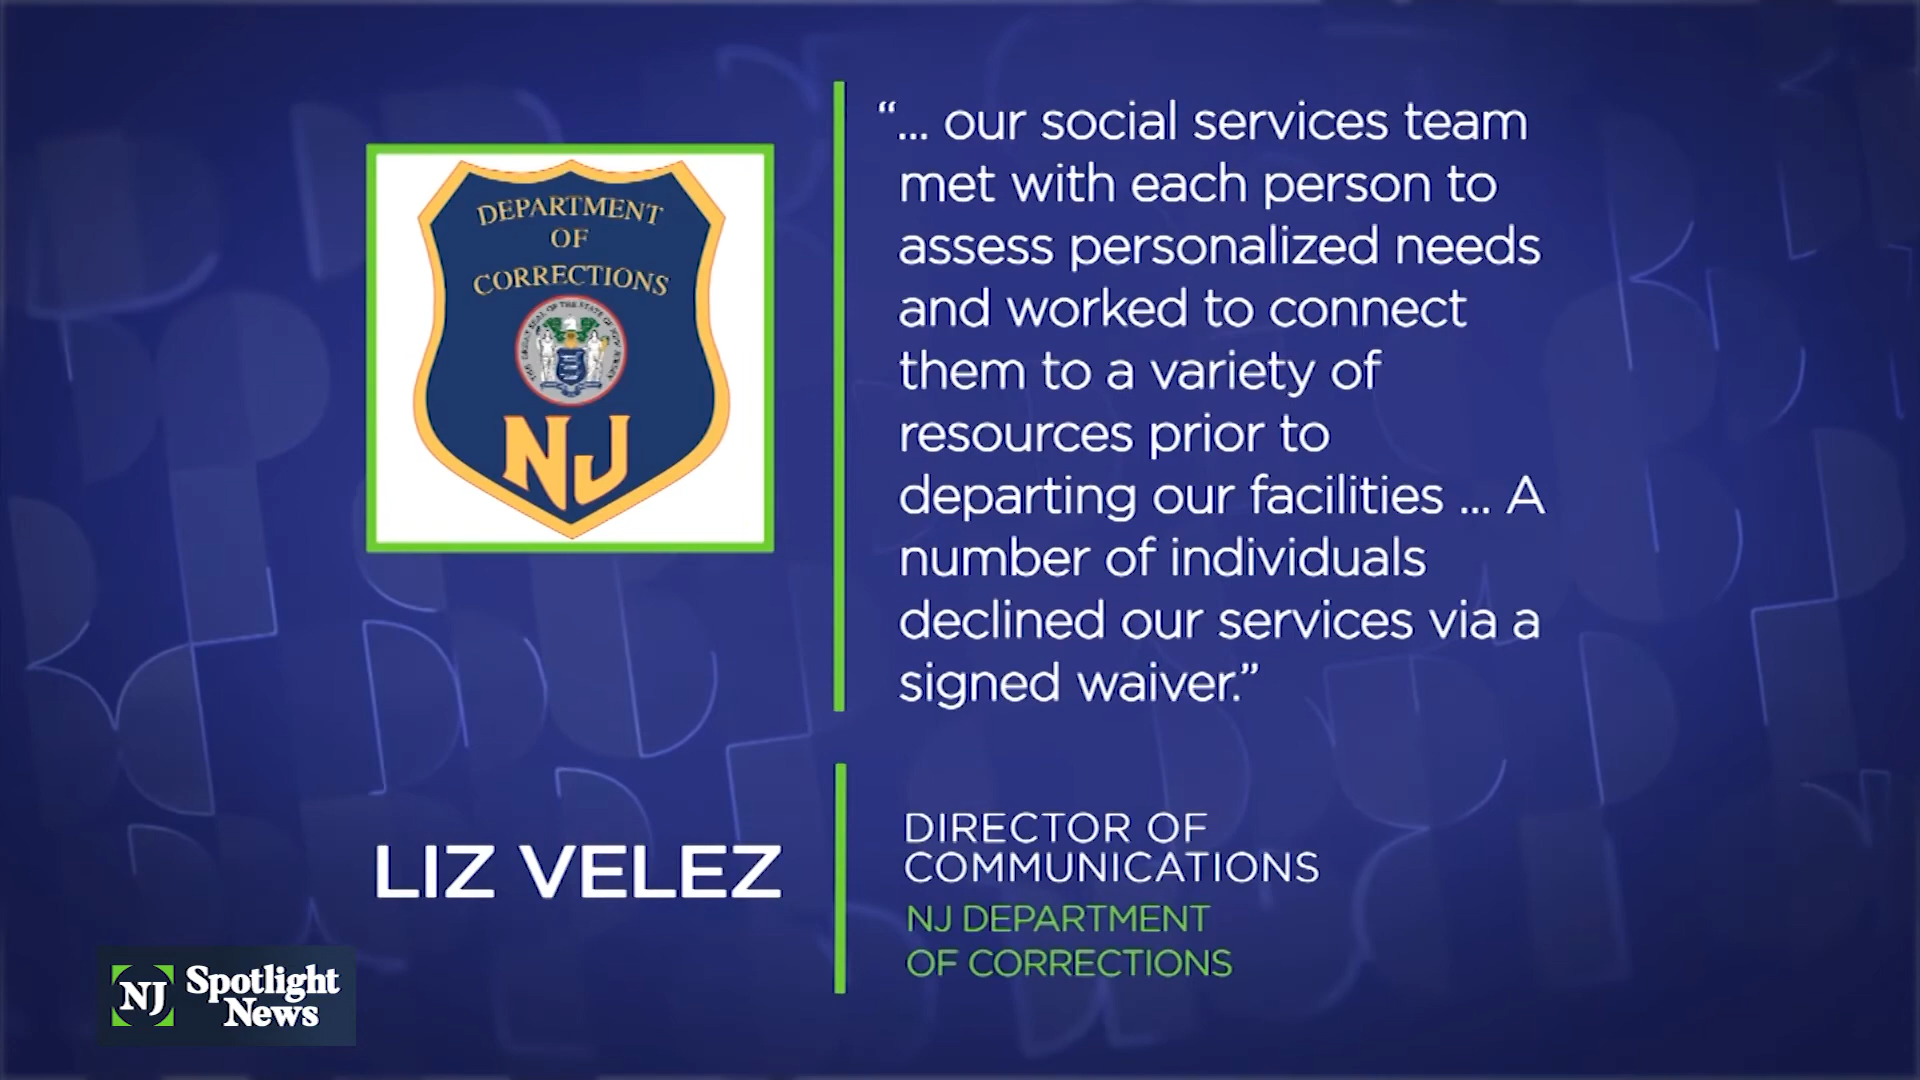 DEPARTMENT
OF
CORRECTIONS
NJ
“... our social services team
met with each person to
assess personalized needs
and worked to connect
them to a variety of
resources prior to
departing our facilities ... A
number of individuals
declined our services via a
signed waiver.”
LIZ VELEZ
DIRECTOR OF
COMMUNICATIONS
NJ DEPARTMENT
OF CORRECTIONS
NJ Spotlight
News